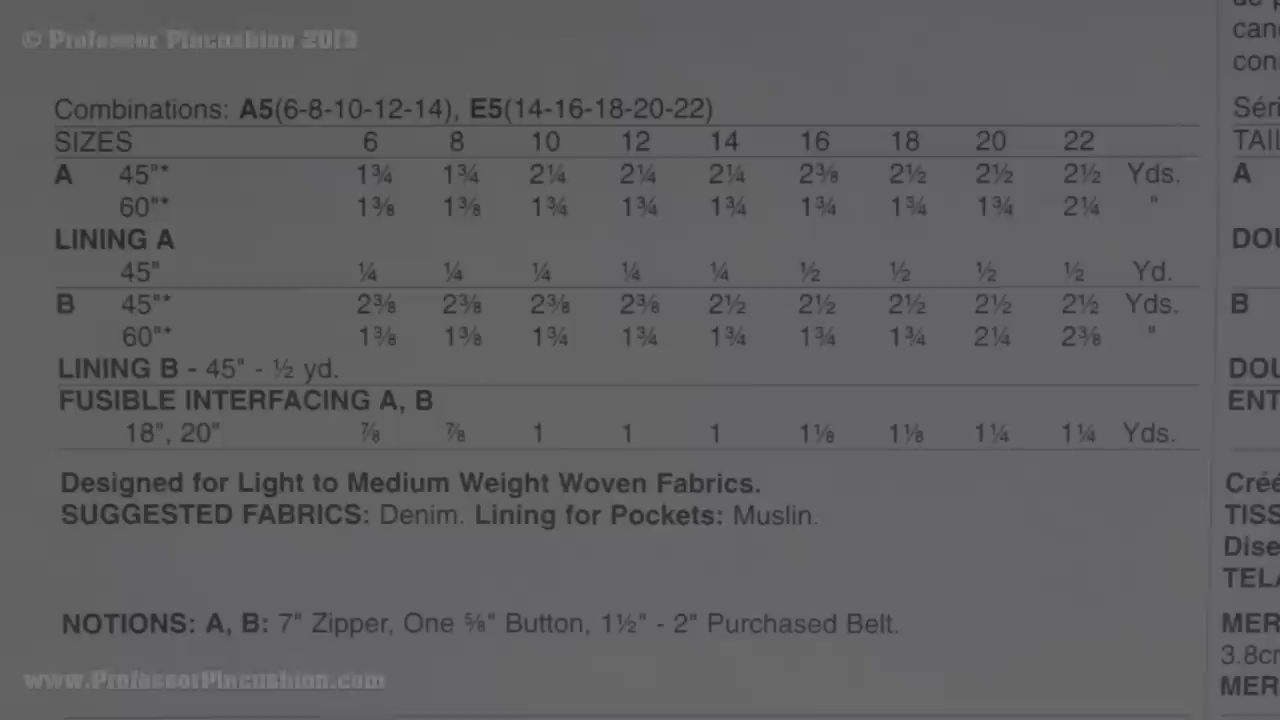 © Professor Pincushion 2013
de p
cand
con
Combinations: A5(6-8-10-12-14), E5(14-16-18-20-22)
SIZES 6 8 10 12 14 16 18 20 22
A 45"* 1¾ 1¾ 2¼ 2¼ 2¼ 2⅜ 2½ 2½ 2½ Yds.
60"* 1⅜ 1⅜ 1¾ 1¾ 1¾ 1¾ 1¾ 1¾ 2¼ "
LINING A
45" ¼ ¼ ¼ ¼ ¼ ½ ½ ½ ½ Yd.
B 45"* 2⅜ 2⅜ 2⅜ 2⅜ 2½ 2½ 2½ 2½ 2½ Yds.
60"* 1⅜ 1⅜ 1¾ 1¾ 1¾ 1¾ 1¾ 2¼ 2⅜ "
LINING B - 45" - ½ yd.
FUSIBLE INTERFACING A, B
18", 20" ⅞ ⅞ 1 1 1 1⅛ 1⅛ 1¼ 1¼ Yds.
Designed for Light to Medium Weight Woven Fabrics.
SUGGESTED FABRICS: Denim. Lining for Pockets: Muslin.
NOTIONS: A, B: 7" Zipper, One ⅝" Button, 1½" - 2" Purchased Belt.
Séri
TAIL
A
DOU
B
DOU
ENT
Créé
TISS
Dise
TELA
MER
3.8cm
MER
www.ProfessorPincushion.com